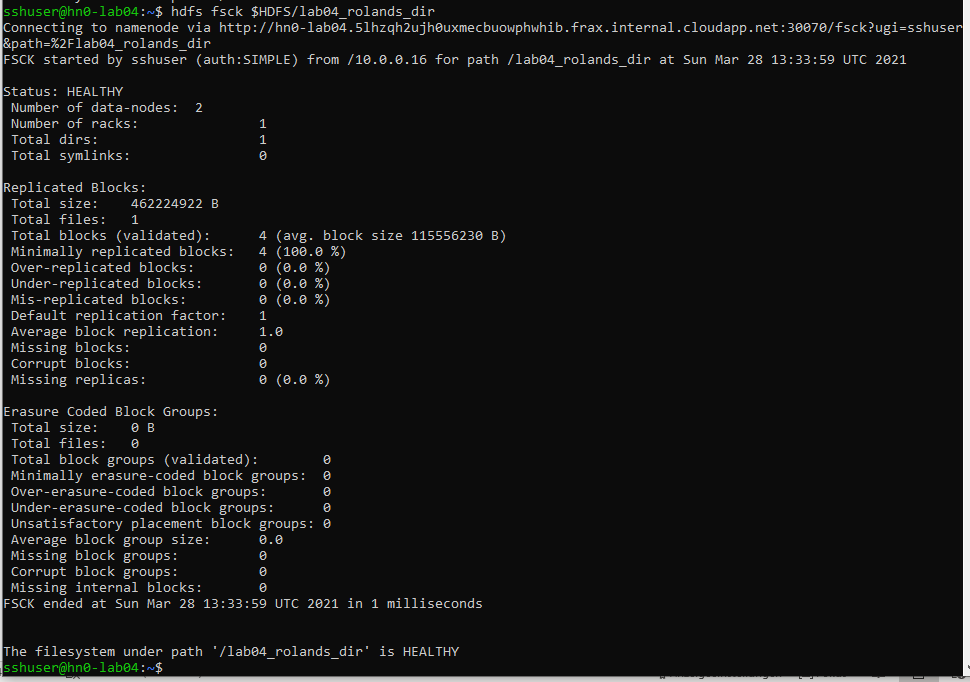 sshuser@hn0-lab04:~$ hdfs fsck $HDFS/lab04_rolands_dir
Connecting to namenode via http://hn0-lab04.5lhzqh2ujh0uxmecbuowphwhib.frax.internal.cloudapp.net:30070/fsck?ugi=sshuser
&path=%2Flab04_rolands_dir
FSCK started by sshuser (auth:SIMPLE) from /10.0.0.16 for path /lab04_rolands_dir at Sun Mar 28 13:33:59 UTC 2021
Status: HEALTHY
Number of data-nodes: 2
Number of racks: 1
Total dirs: 1
Total symlinks: 0
Replicated Blocks:
Total size: 462224922 B
Total files: 1
Total blocks (validated): 4 (avg. block size 115556230 B)
Minimally replicated blocks: 4 (100.0 %)
Over-replicated blocks: 0 (0.0 %)
Under-replicated blocks: 0 (0.0 %)
Mis-replicated blocks: 0 (0.0 %)
Default replication factor: 1
Average block replication: 1.0
Missing blocks: 0
Corrupt blocks: 0
Missing replicas: 0 (0.0 %)
Erasure Coded Block Groups:
Total size: 0 B
Total files: 0
Total block groups (validated): 0
Minimally erasure-coded block groups: 0
Over-erasure-coded block groups: 0
Under-erasure-coded block groups: 0
Unsatisfactory placement block groups: 0
Average block group size: 0.0
Missing block groups: 0
Corrupt block groups: 0
Missing internal blocks: 0
FSCK ended at Sun Mar 28 13:33:59 UTC 2021 in 1 milliseconds
The filesystem under path '/lab04_rolands_dir' is HEALTHY
sshuser@hn0-lab04:~$